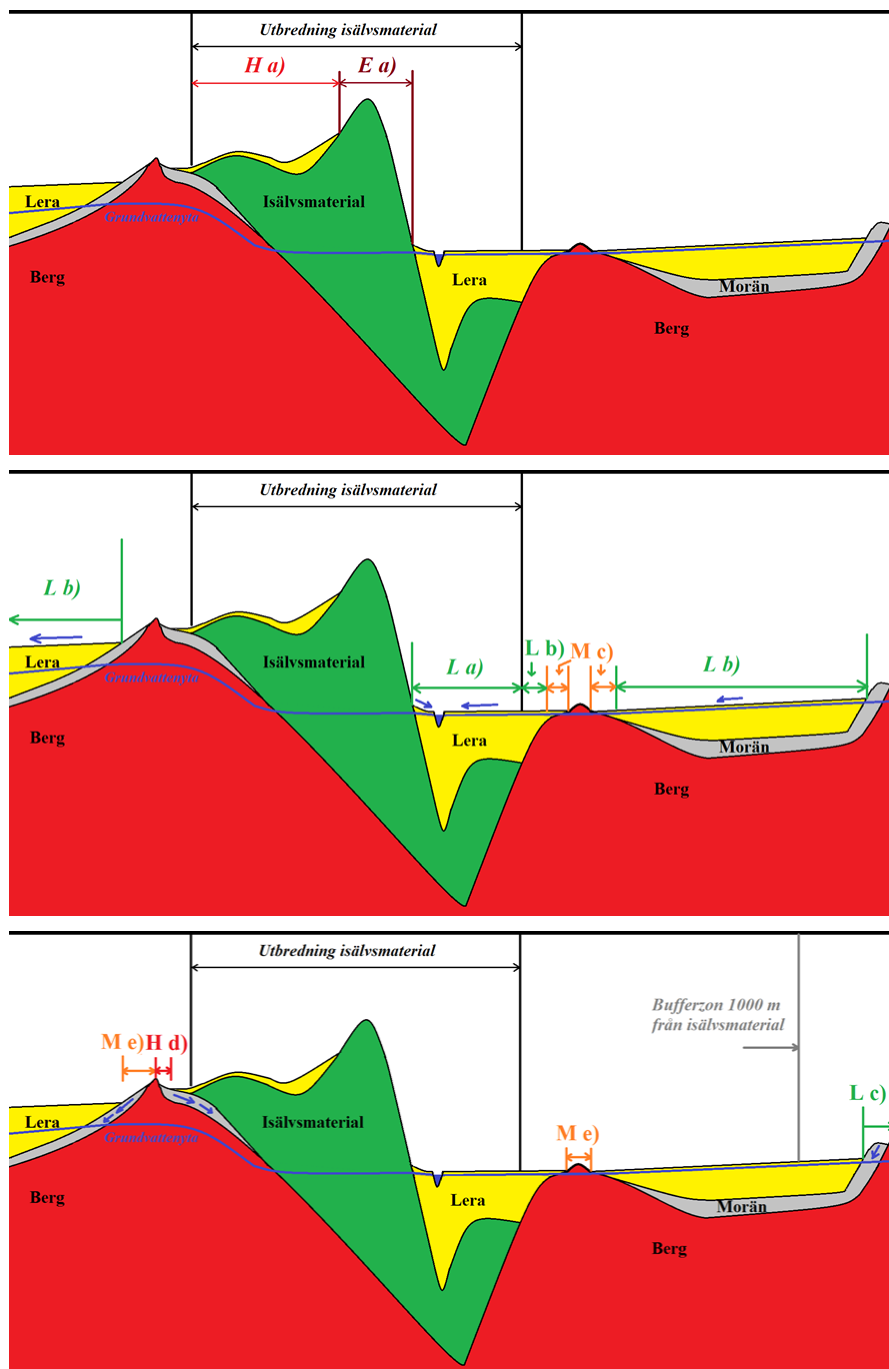 Utbredning isälvsmaterial
H a) E a)
Lera
Isälvsmaterial
Grundvattenyta
Berg
Lera
Morän
Berg
Utbredning isälvsmaterial
L b)
L b) M c)
Lera
Isälvsmaterial
L a)
L b)
Grundvattenyta
Berg
Lera
Morän
Berg
Utbredning isälvsmaterial
Bufferzon 1000 m
från isälvsmaterial
M e) H d)
L c)
Lera
Isälvsmaterial
M e)
Grundvattenyta
Berg
Lera
Morän
Berg